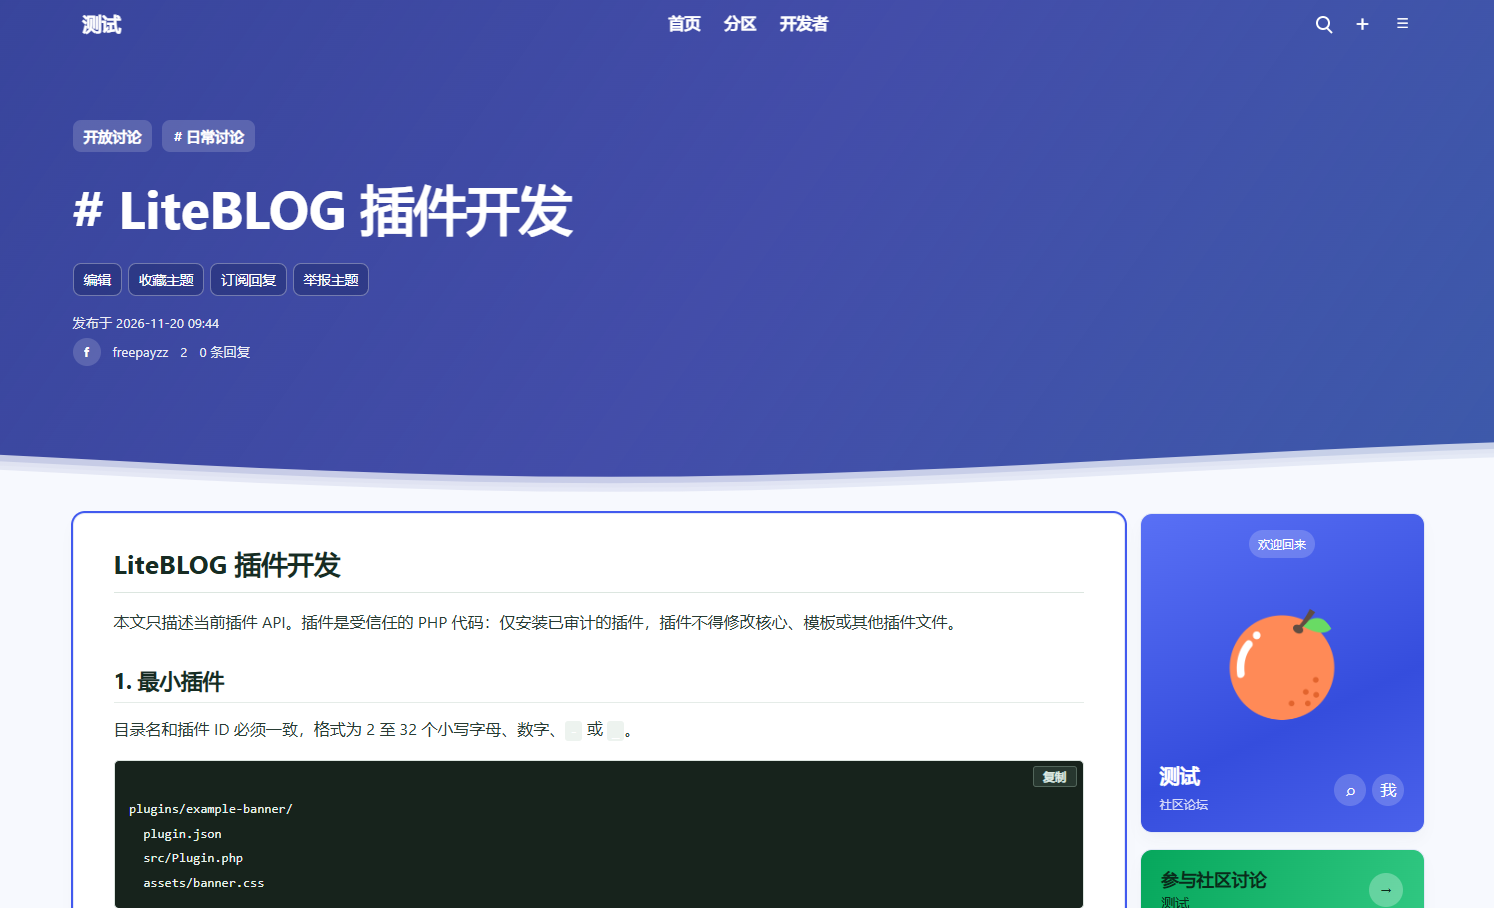 测试
首页 分区 开发者
开放讨论 # 日常讨论
# LiteBLOG 插件开发
编辑 收藏主题 订阅回复 举报主题
发布于 2026-11-20 09:44
f freepayzz 2 0 条回复
LiteBLOG 插件开发
本文只描述当前插件 API。插件是受信任的 PHP 代码：仅安装已审计的插件，插件不得修改核心、模板或其他插件文件。
1. 最小插件
目录名和插件 ID 必须一致，格式为 2 至 32 个小写字母、数字、 或 。
复制
plugins/example-banner/
plugin.json
src/Plugin.php
assets/banner.css
欢迎回来
测试
社区论坛
我
参与社区讨论
测试